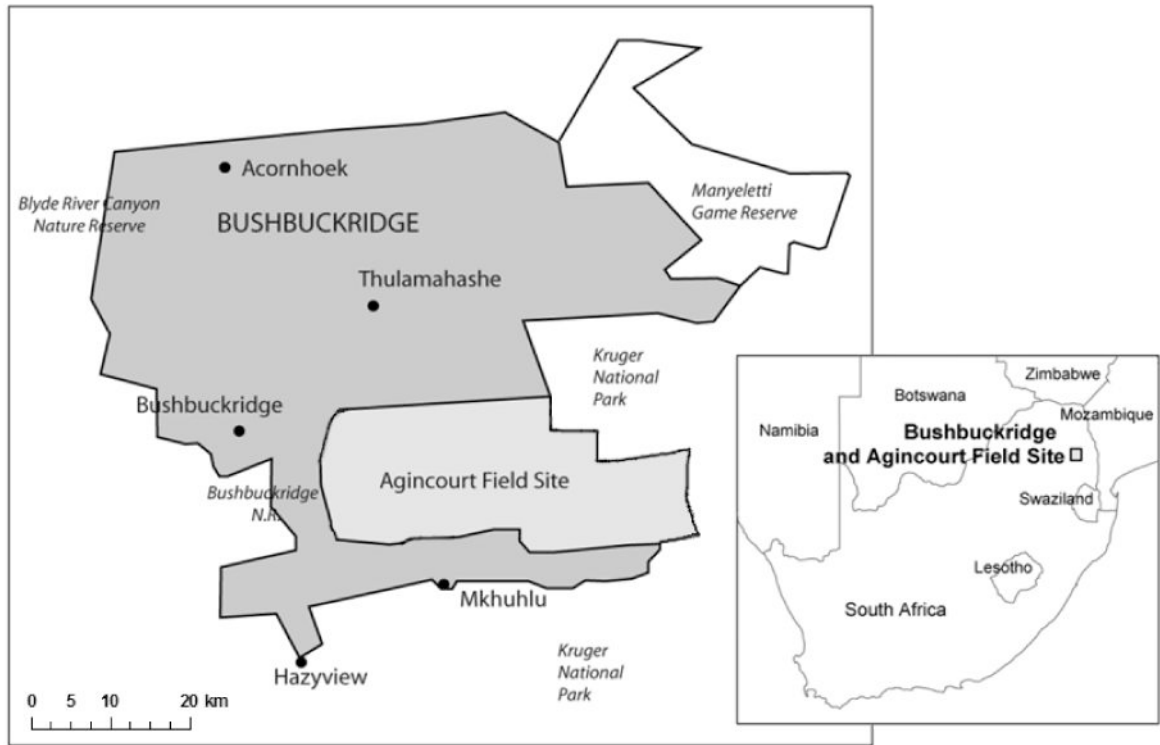 Acornhoek
Blyde River Canyon
Nature Reserve
BUSHBUCKRIDGE
Manyeletti
Game Reserve
Thulamahashe
Kruger
National
Park
Bushbuckridge
Agincourt Field Site
Bushbuckridge
N.R.
Mkhuhlu
Hazyview
Kruger
National
Park
0 5 10 20 km
Zimbabwe
Botswana
Mozambique
Namibia
Bushbuckridge
and Agincourt Field Site
Swaziland
Lesotho
South Africa